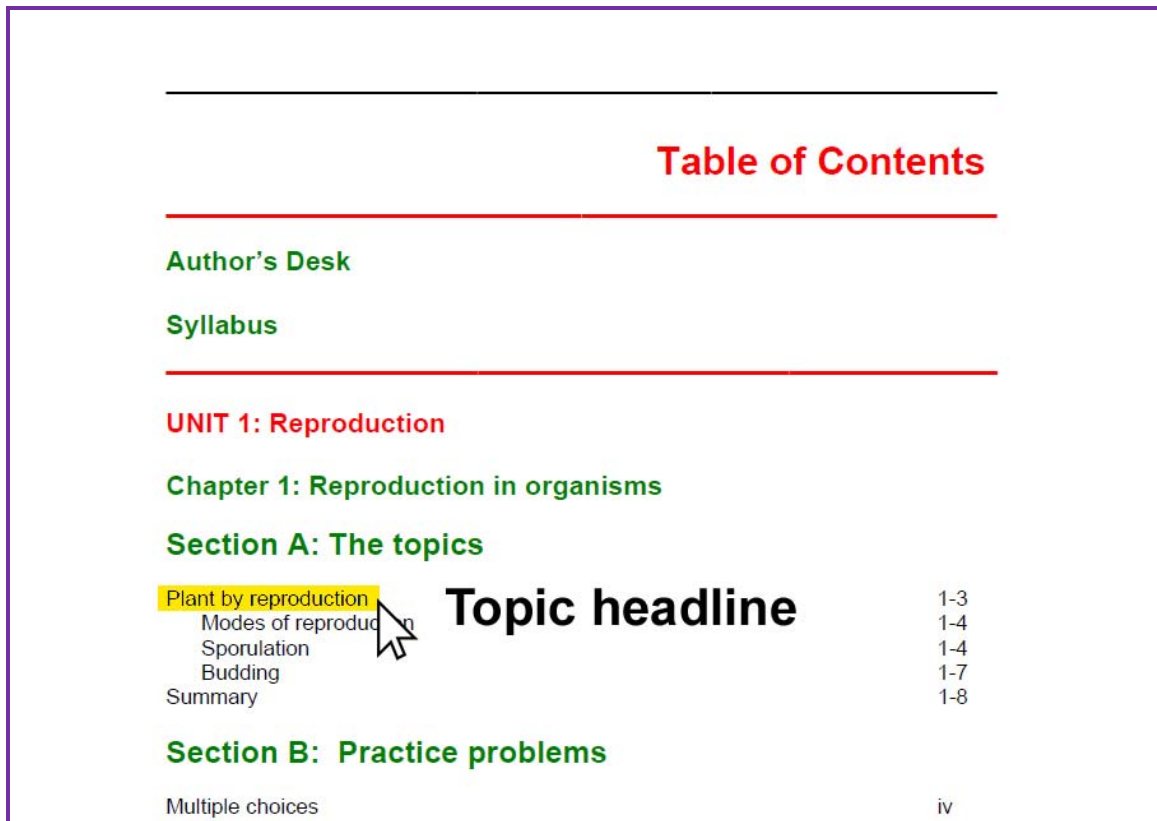 Table of Contents
Author's Desk
Syllabus
UNIT 1: Reproduction
Chapter 1: Reproduction in organisms
Section A: The topics
Plant by reproduction 1-3
Topic headline
Modes of reproduction 1-4
Sporulation 1-4
Budding 1-7
Summary 1-8
Section B: Practice problems
Multiple choices iv